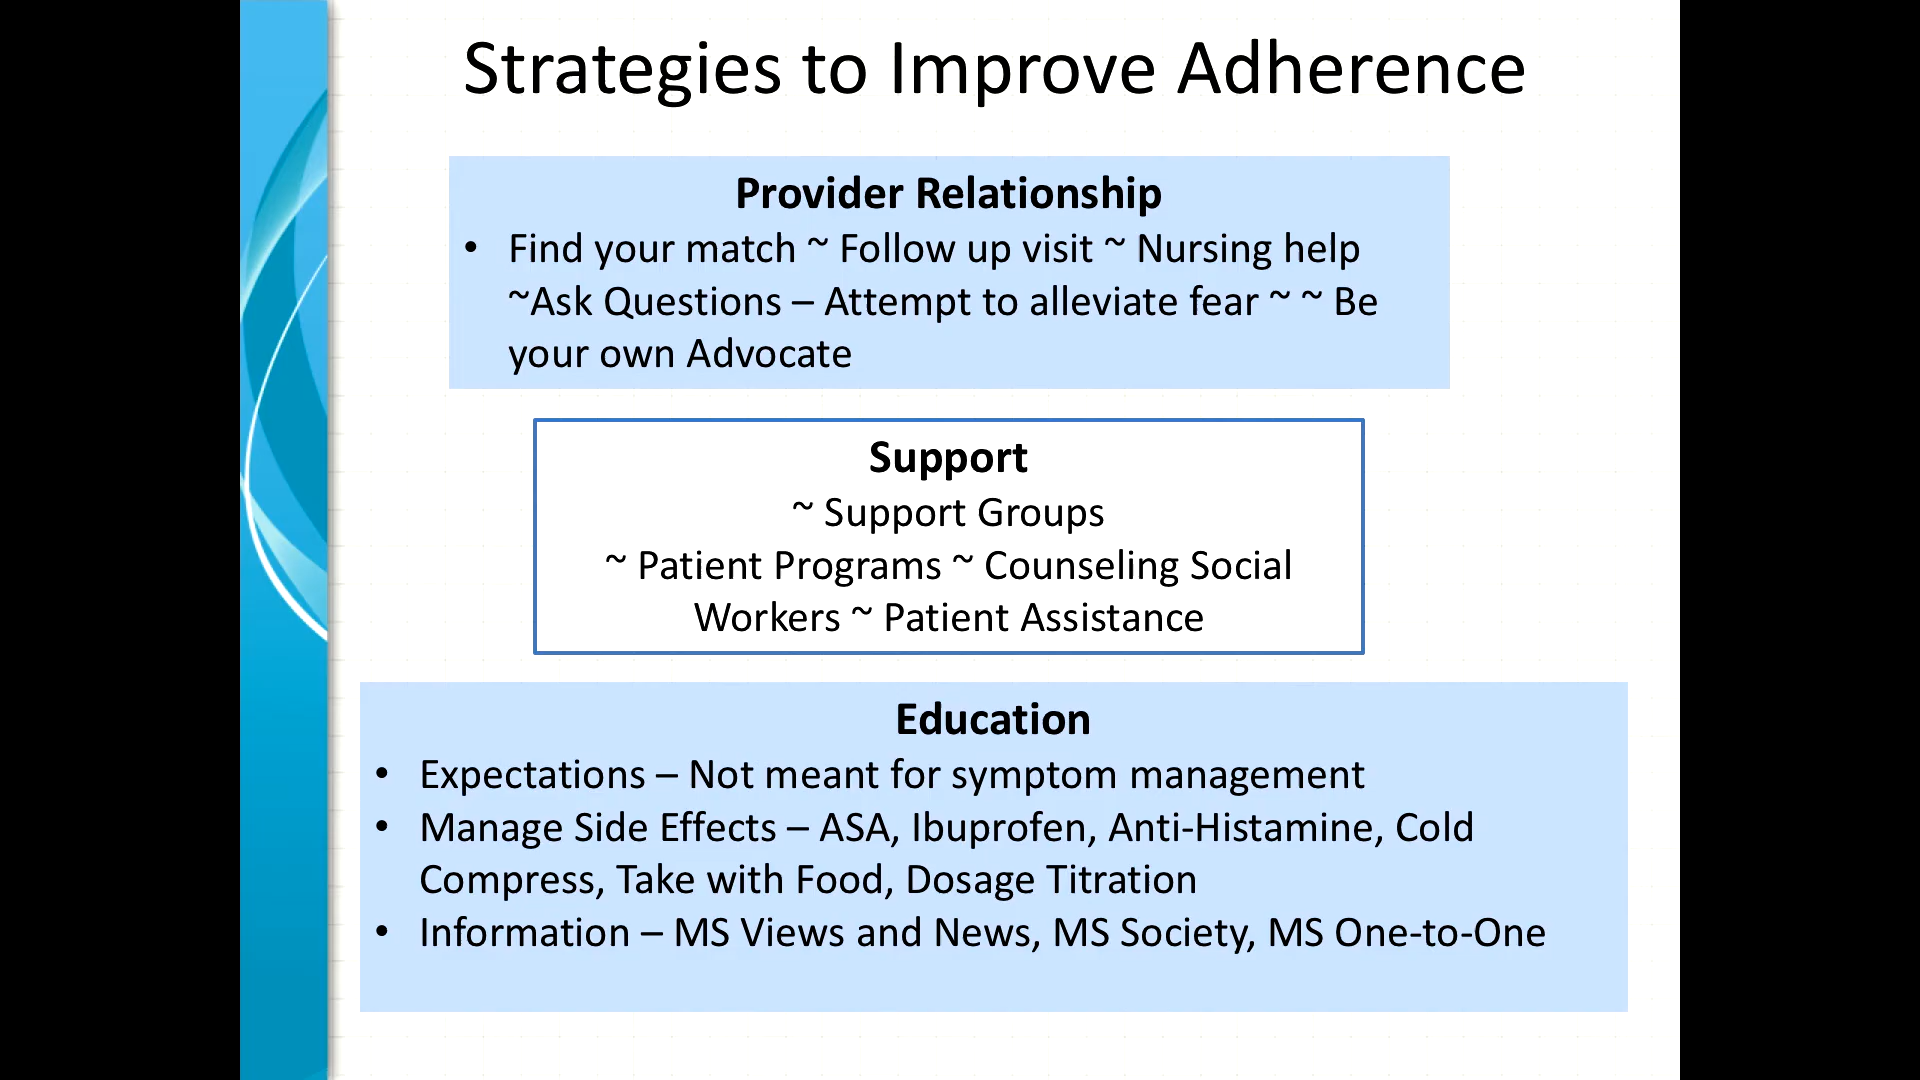 Strategies to Improve Adherence
Provider Relationship
• Find your match ~ Follow up visit ~ Nursing help
~Ask Questions – Attempt to alleviate fear ~ ~ Be
your own Advocate
Support
~ Support Groups
~ Patient Programs ~ Counseling Social
Workers ~ Patient Assistance
Education
• Expectations – Not meant for symptom management
• Manage Side Effects – ASA, Ibuprofen, Anti-Histamine, Cold
Compress, Take with Food, Dosage Titration
• Information – MS Views and News, MS Society, MS One-to-One